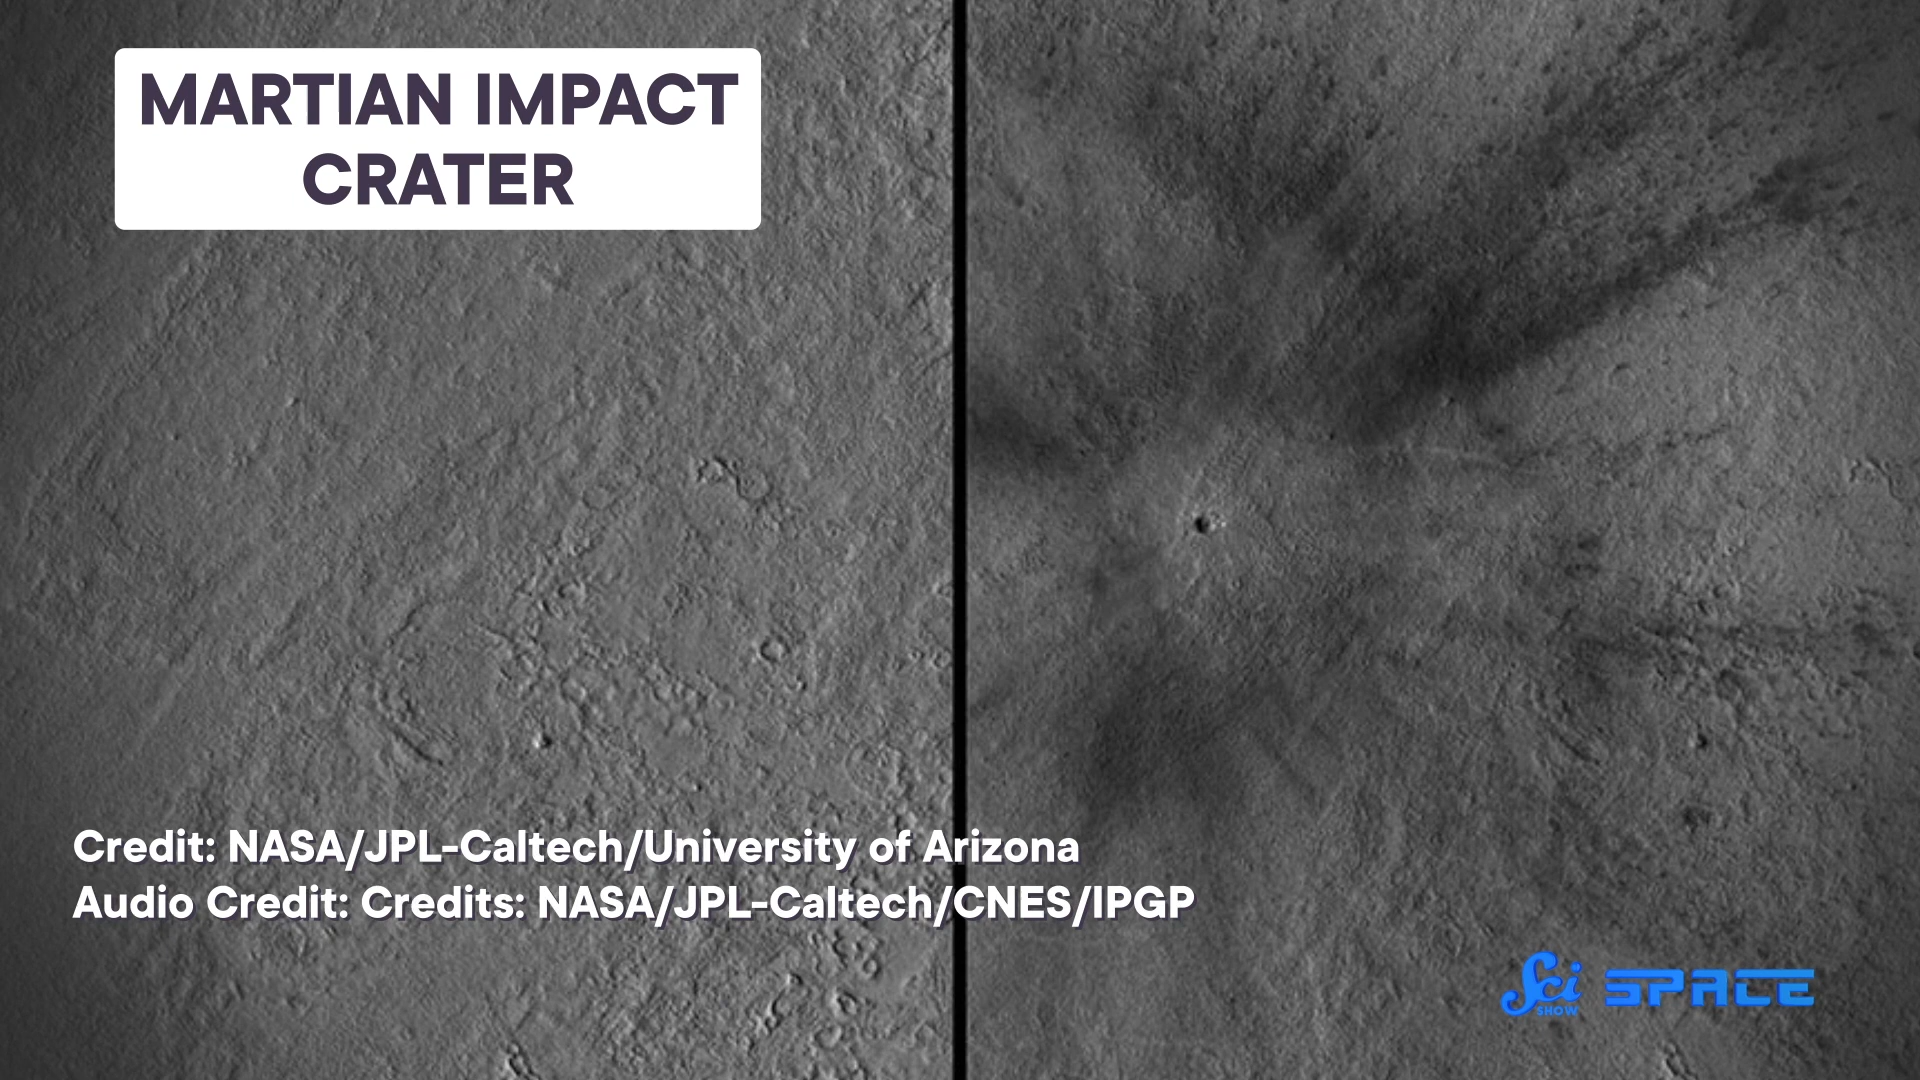 MARTIAN IMPACT
CRATER
Credit: NASA/JPL-Caltech/University of Arizona
Audio Credit: Credits: NASA/JPL-Caltech/CNES/IPGP
Sci SHOW SPACE